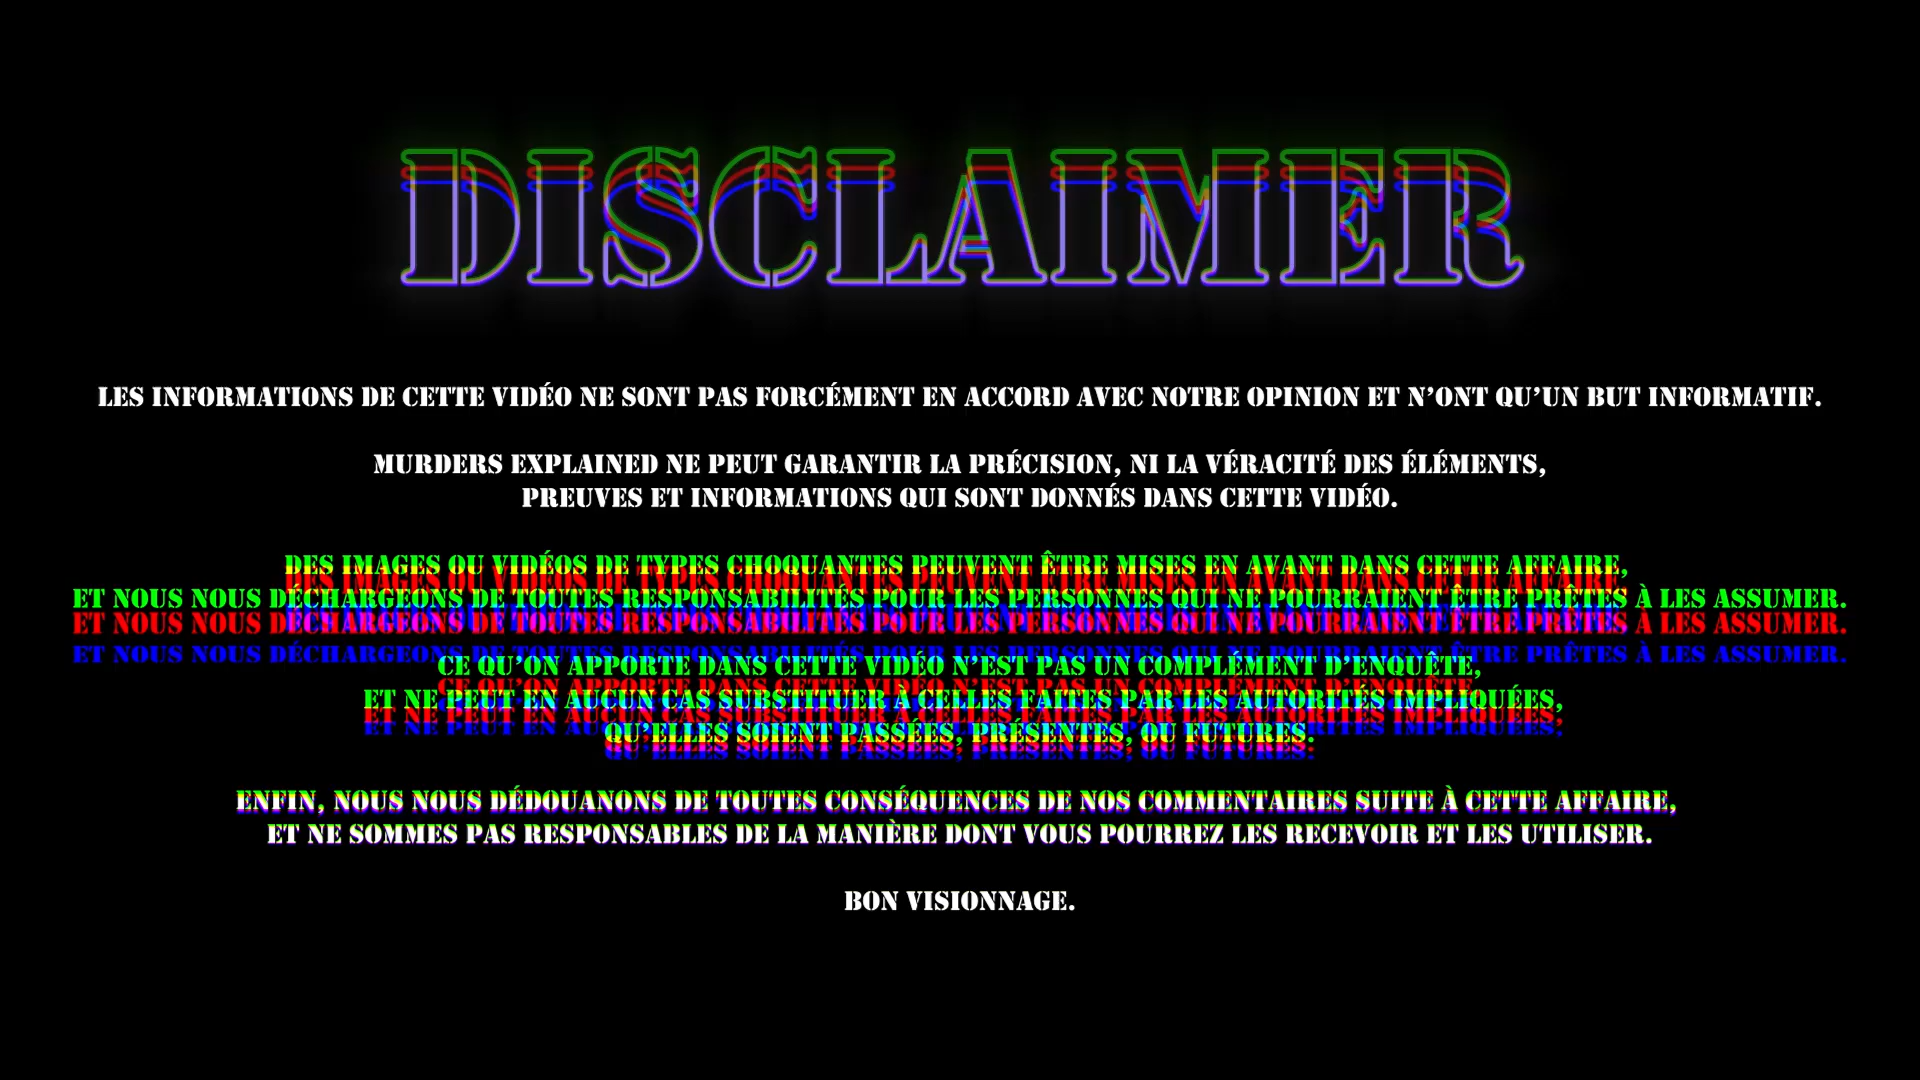 DISCLAIMER
LES INFORMATIONS DE CETTE VIDÉO NE SONT PAS FORCÉMENT EN ACCORD AVEC NOTRE OPINION ET N’ONT QU’UN BUT INFORMATIF.
MURDERS EXPLAINED NE PEUT GARANTIR LA PRÉCISION, NI LA VÉRACITÉ DES ÉLÉMENTS,
PREUVES ET INFORMATIONS QUI SONT DONNÉS DANS CETTE VIDÉO.
DES IMAGES OU VIDÉOS DE TYPES CHOQUANTES PEUVENT ÊTRE MISES EN AVANT DANS CETTE AFFAIRE,
ET NOUS NOUS DÉCHARGEONS DE TOUTES RESPONSABILITÉS POUR LES PERSONNES QUI NE POURRAIENT ÊTRE PRÊTES À LES ASSUMER.
CE QU’ON APPORTE DANS CETTE VIDÉO N’EST PAS UN COMPLÉMENT D’ENQUÊTE,
ET NE PEUT EN AUCUN CAS SUBSTITUER À CELLES FAITES PAR LES AUTORITÉS IMPLIQUÉES,
QU’ELLES SOIENT PASSÉES, PRÉSENTES, OU FUTURES.
ENFIN, NOUS NOUS DÉDOUANONS DE TOUTES CONSÉQUENCES DE NOS COMMENTAIRES SUITE À CETTE AFFAIRE,
ET NE SOMMES PAS RESPONSABLES DE LA MANIÈRE DONT VOUS POURREZ LES RECEVOIR ET LES UTILISER.
BON VISIONNAGE.